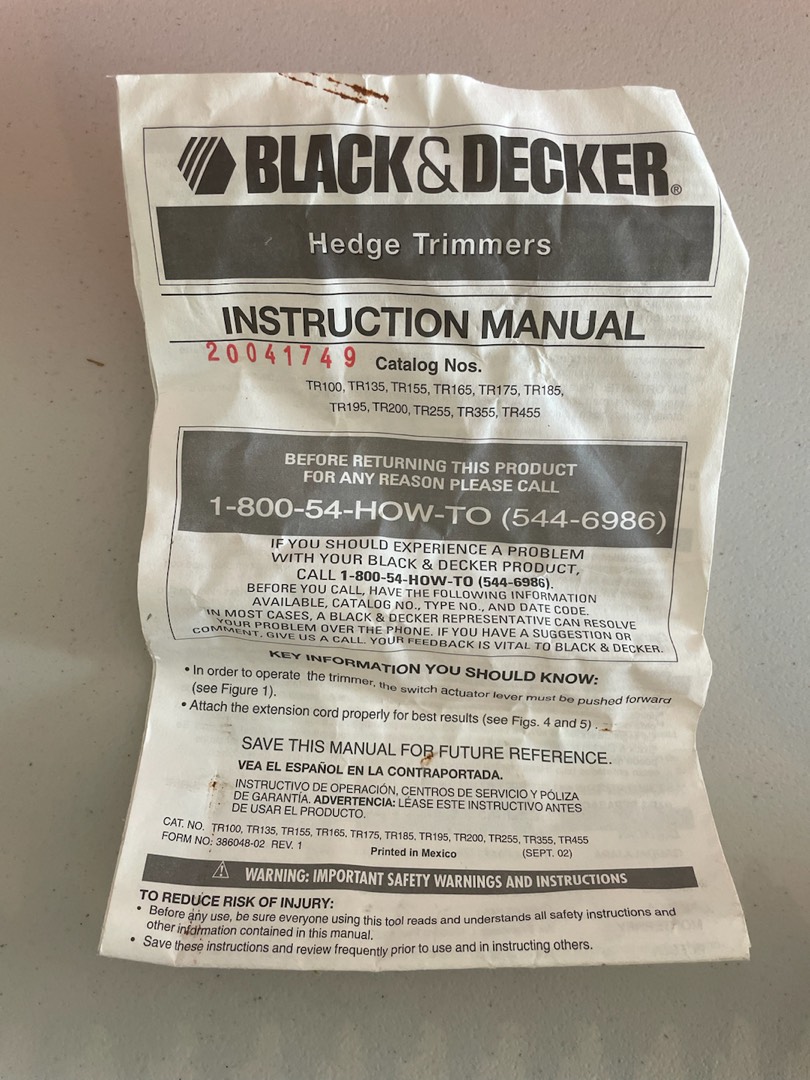 BLACK&DECKER®
Hedge Trimmers
INSTRUCTION MANUAL
20041749
Catalog Nos.
TR100, TR135, TR155, TR165, TR175, TR185,
TR195, TR200, TR255, TR355, TR455
BEFORE RETURNING THIS PRODUCT
FOR ANY REASON PLEASE CALL
1-800-54-HOW-TO (544-6986)
IF YOU SHOULD EXPERIENCE A PROBLEM
WITH YOUR BLACK & DECKER PRODUCT,
CALL 1-800-54-HOW-TO (544-6986).
BEFORE YOU CALL, HAVE THE FOLLOWING INFORMATION
AVAILABLE, CATALOG NO., TYPE NO., AND DATE CODE.
IN MOST CASES, A BLACK & DECKER REPRESENTATIVE CAN RESOLVE
YOUR PROBLEM OVER THE PHONE. IF YOU HAVE A SUGGESTION OR
COMMENT, GIVE US A CALL. YOUR FEEDBACK IS VITAL TO BLACK & DECKER.
KEY INFORMATION YOU SHOULD KNOW:
• In order to operate the trimmer, the switch actuator lever must be pushed forward
(see Figure 1).
• Attach the extension cord properly for best results (see Figs. 4 and 5) .
SAVE THIS MANUAL FOR FUTURE REFERENCE.
VEA EL ESPAÑOL EN LA CONTRAPORTADA.
INSTRUCTIVO DE OPERACIÓN, CENTROS DE SERVICIO Y PÓLIZA
DE GARANTÍA. ADVERTENCIA: LÉASE ESTE INSTRUCTIVO ANTES
DE USAR EL PRODUCTO.
CAT. NO. TR100, TR135, TR155, TR165, TR175, TR185, TR195, TR200, TR255, TR355, TR455
FORM NO: 386048-02 REV. 1 Printed in Mexico (SEPT. 02)
WARNING: IMPORTANT SAFETY WARNINGS AND INSTRUCTIONS
TO REDUCE RISK OF INJURY:
• Before any use, be sure everyone using this tool reads and understands all safety instructions and
other information contained in this manual.
• Save these instructions and review frequently prior to use and in instructing others.